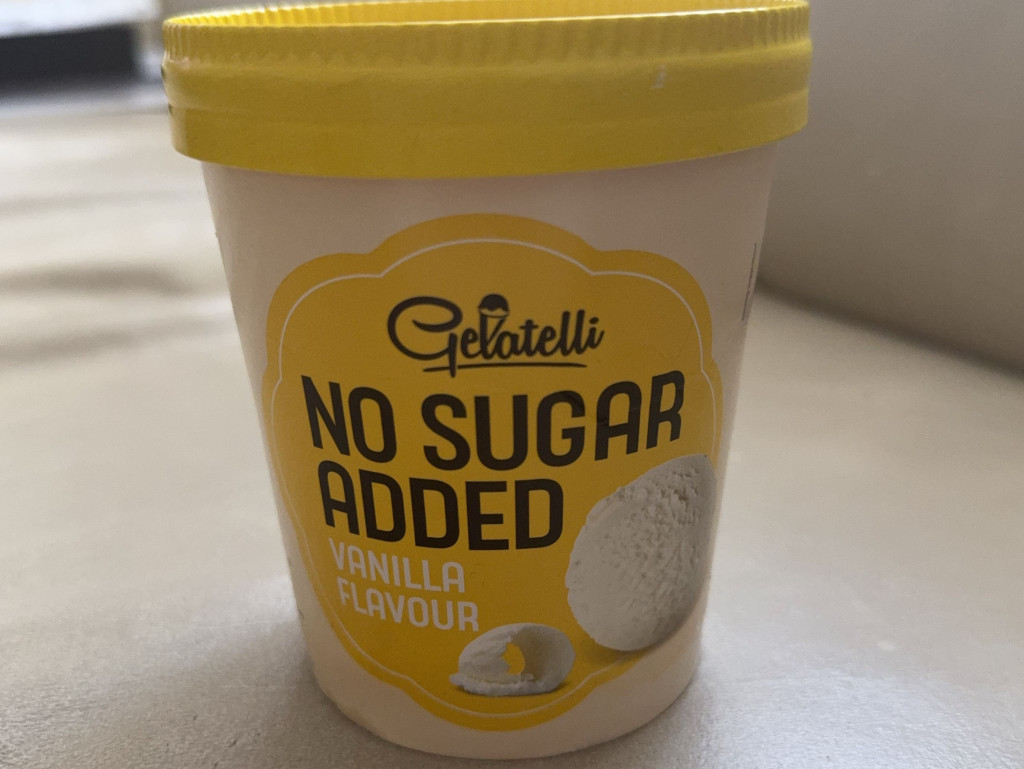 Gelatelli
NO SUGAR
ADDED
VANILLA
FLAVOUR